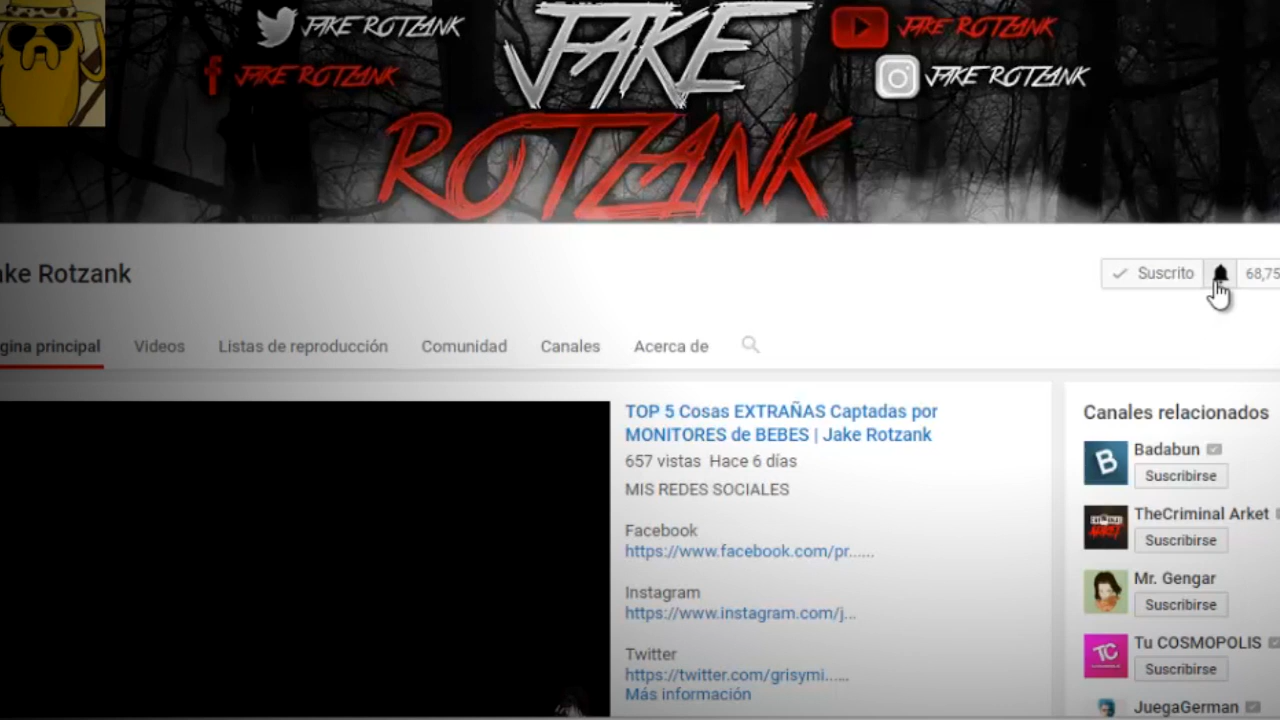 JAKE ROTZANK
JAKE ROTZANK
JAKE
ROTZANK
JAKE ROTZANK
JAKE ROTZANK
ake Rotzank
Suscrito
68,75
gina principal
Videos
Listas de reproducción
Comunidad
Canales
Acerca de
TOP 5 Cosas EXTRAÑAS Captadas por
MONITORES de BEBES | Jake Rotzank
657 vistas Hace 6 días
MIS REDES SOCIALES
Facebook
https://www.facebook.com/pr......
Instagram
https://www.instagram.com/j...
Twitter
https://twitter.com/grisymi......
Más información
Canales relacionados
Badabun
Suscribirse
TheCriminal Arket
Suscribirse
Mr. Gengar
Suscribirse
Tu COSMOPOLIS
Suscribirse
JuegaGerman